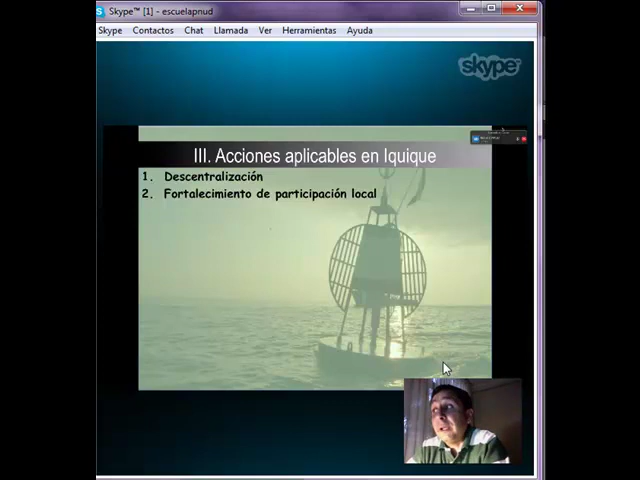 Skype™ [1] - escuelapnud
Skype Contactos Chat Llamada Ver Herramientas Ayuda
skype™
III. Acciones aplicables en Iquique
1. Descentralización
2. Fortalecimiento de participación local